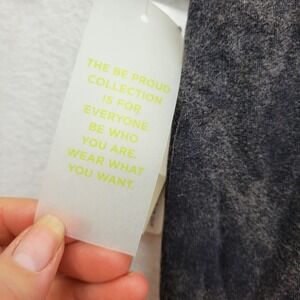 THE BE PROUD
COLLECTION
IS FOR
EVERYONE.
BE WHO
YOU ARE.
WEAR WHAT
YOU WANT.